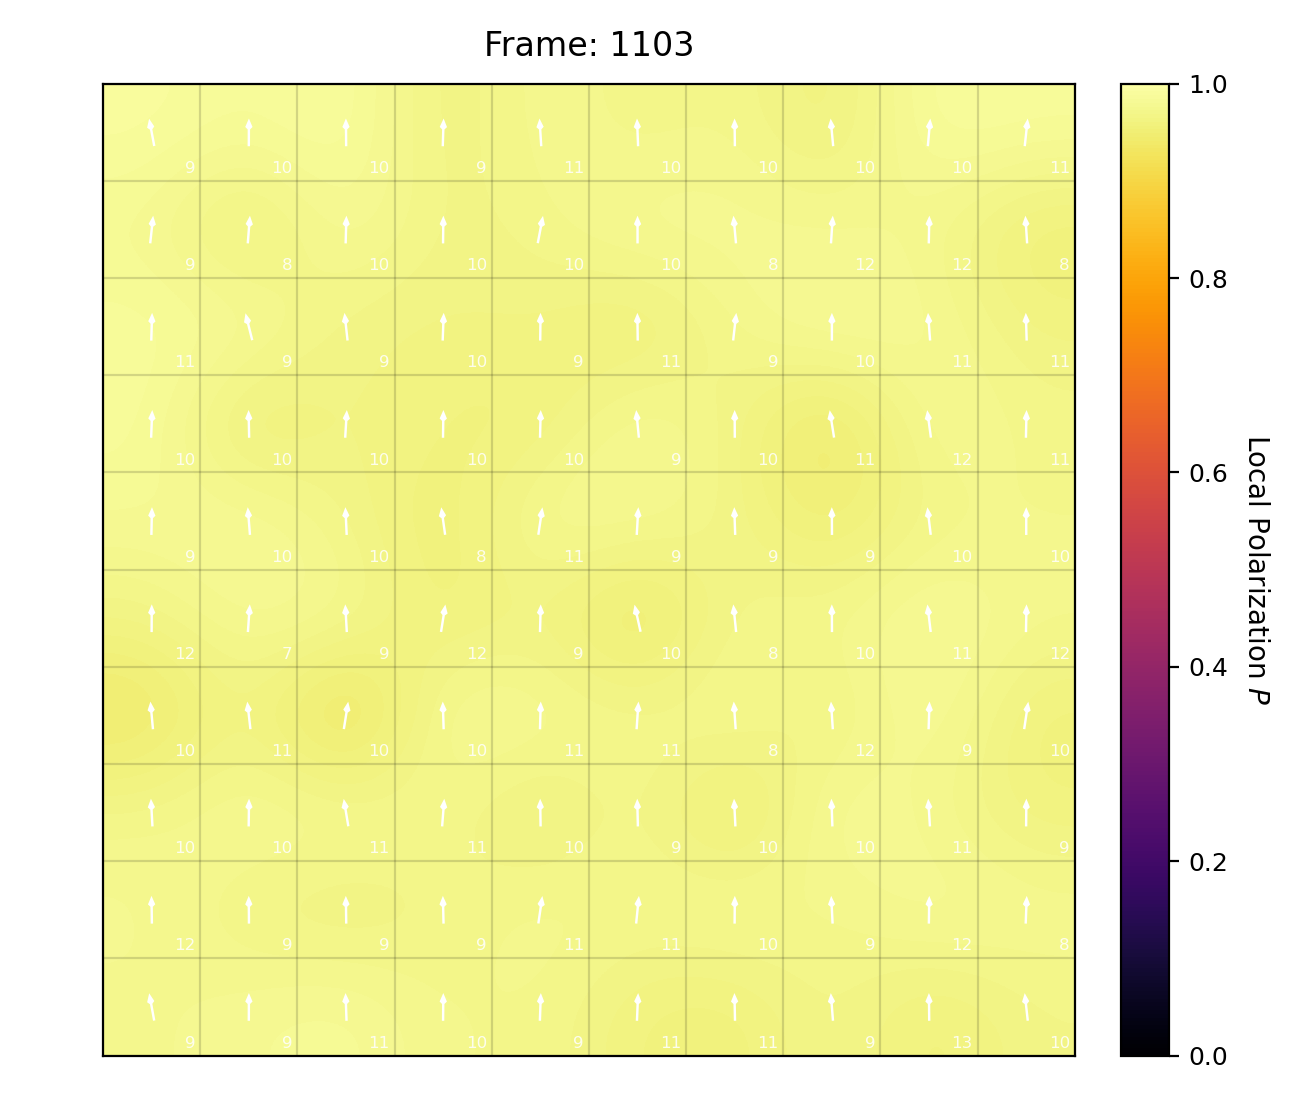 Frame: 1103
9 10 10 9 11 10 10 10 10 11
9 8 10 10 10 10 8 12 12 8
11 9 9 10 9 11 9 10 11 11
10 10 10 10 10 9 10 11 12 11
9 10 10 8 11 9 9 9 10 10
12 7 9 12 9 10 8 10 11 12
10 11 10 10 11 11 8 12 9 10
10 10 11 11 10 9 10 10 11 9
12 9 9 9 11 11 10 9 12 8
9 9 11 10 9 11 11 9 13 10
1.0
0.8
0.6
0.4
0.2
0.0
Local Polarization P